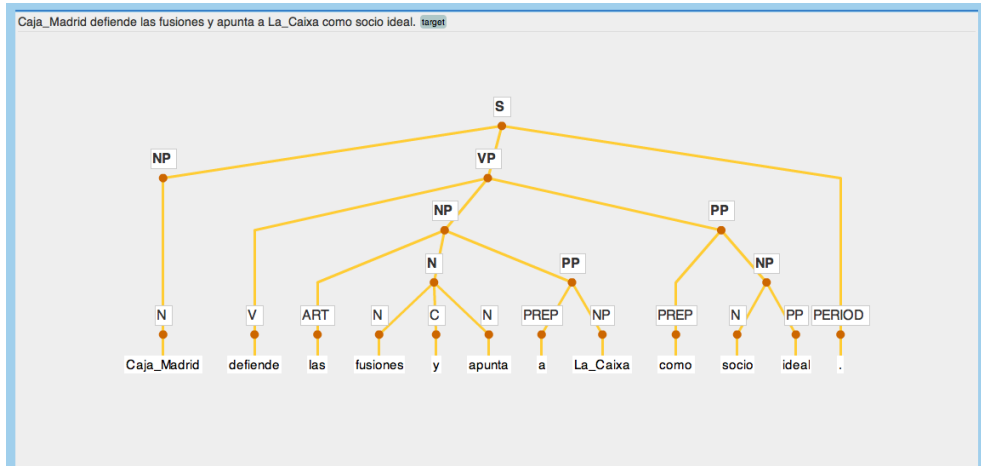 Caja_Madrid defiende las fusiones y apunta a La_Caixa como socio ideal. target
S
NP VP
NP PP
N PP NP
N V ART N C N PREP NP PREP N PP PERIOD
Caja_Madrid defiende las fusiones y apunta a La_Caixa como socio ideal .